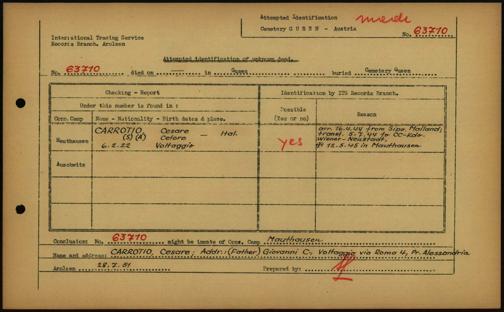 Attempted Identification
Cemetery G U S E N - Austria
No. 63710
International Tracing Service
Records Branch, Arolsen
Attempted identification of unknown dead.
No. 63710 died on in Gusen buried Cemetery Gusen
Checking - Report
Identification by ITS Records Branch.
Under this number is found in :
Possible
(Yes or no)
Reason
Conc. Camp
Name - Nationality - Birth dates & place.
Mauthausen
CARROTIO, Cesare - Ital.
(S) (R) Celere
6.2.22 Voltaggio
yes
arr. 16.4.44 from Sipo, Mailand;
transf. 5.7.44 to CC-Kdo.
Wiener-Neustadt,
12.5.45 in Mauthausen
Auschwitz
Conclusion: No. 63710 might be inmate of Conc. Camp Mauthausen
Name and address: CARROTIO, Cesare; Addr.: (Father) Giovanni C., Voltaggio via Roma 4, Pr. Alessandria
Arolsen 28.7.51 Prepared by: